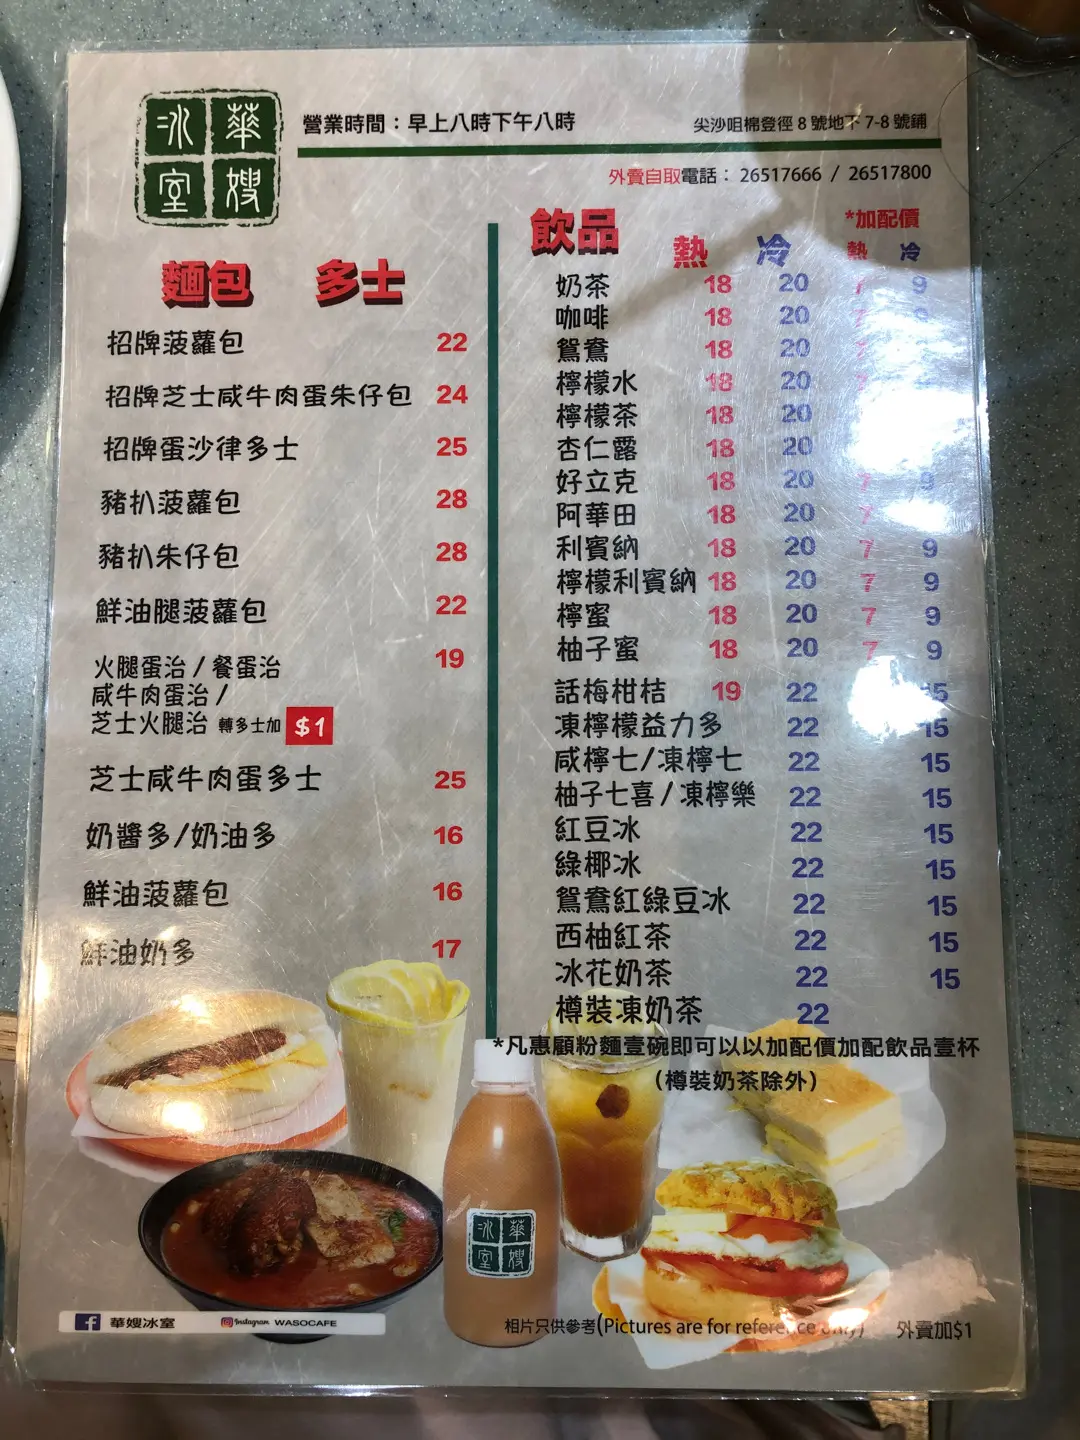 華嫂冰室
營業時間：早上八時下午八時
尖沙咀棉登徑 8 號地下 7-8 號鋪
外賣自取電話： 26517666 / 26517800
麵包 多士
招牌菠蘿包 22
招牌芝士咸牛肉蛋朱仔包 24
招牌蛋沙律多士 25
豬扒菠蘿包 28
豬扒朱仔包 28
鮮油腿菠蘿包 22
火腿蛋治 / 餐蛋治 19
咸牛肉蛋治 /
芝士火腿治 轉多士加 $1
芝士咸牛肉蛋多士 25
奶醬多/奶油多 16
鮮油菠蘿包 16
鮮油奶多 17
飲品 *加配價
熱 冷 熱 冷
奶茶 18 20 7 9
咖啡 18 20 7 9
鴛鴦 18 20 7
檸檬水 18 20 7
檸檬茶 18 20
杏仁露 18 20
好立克 18 20 7 9
阿華田 18 20 7 9
利賓納 18 20 7 9
檸檬利賓納 18 20 7 9
檸蜜 18 20 7 9
柚子蜜 18 20 7 9
話梅柑桔 19 22 15
凍檸檬益力多 22 15
咸檸七/凍檸七 22 15
柚子七喜/凍檸樂 22 15
紅豆冰 22 15
綠椰冰 22 15
鴛鴦紅綠豆冰 22 15
西柚紅茶 22 15
冰花奶茶 22 15
樽裝凍奶茶 22
*凡惠顧粉麵壹碗即可以以加配價加配飲品壹杯
（樽裝奶茶除外）
華嫂冰室
f 華嫂冰室 Instagram WASOCAFE
相片只供參考(Pictures are for reference only) 外賣加$1